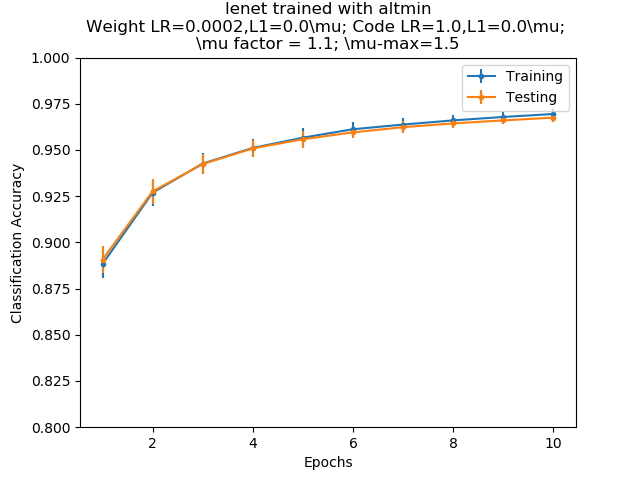 lenet trained with altmin
Weight LR=0.0002,L1=0.0\mu; Code LR=1.0,L1=0.0\mu;
\mu factor = 1.1; \mu-max=1.5
Training
Testing
Classification Accuracy
1.000
0.975
0.950
0.925
0.900
0.875
0.850
0.825
0.800
2 4 6 8 10
Epochs